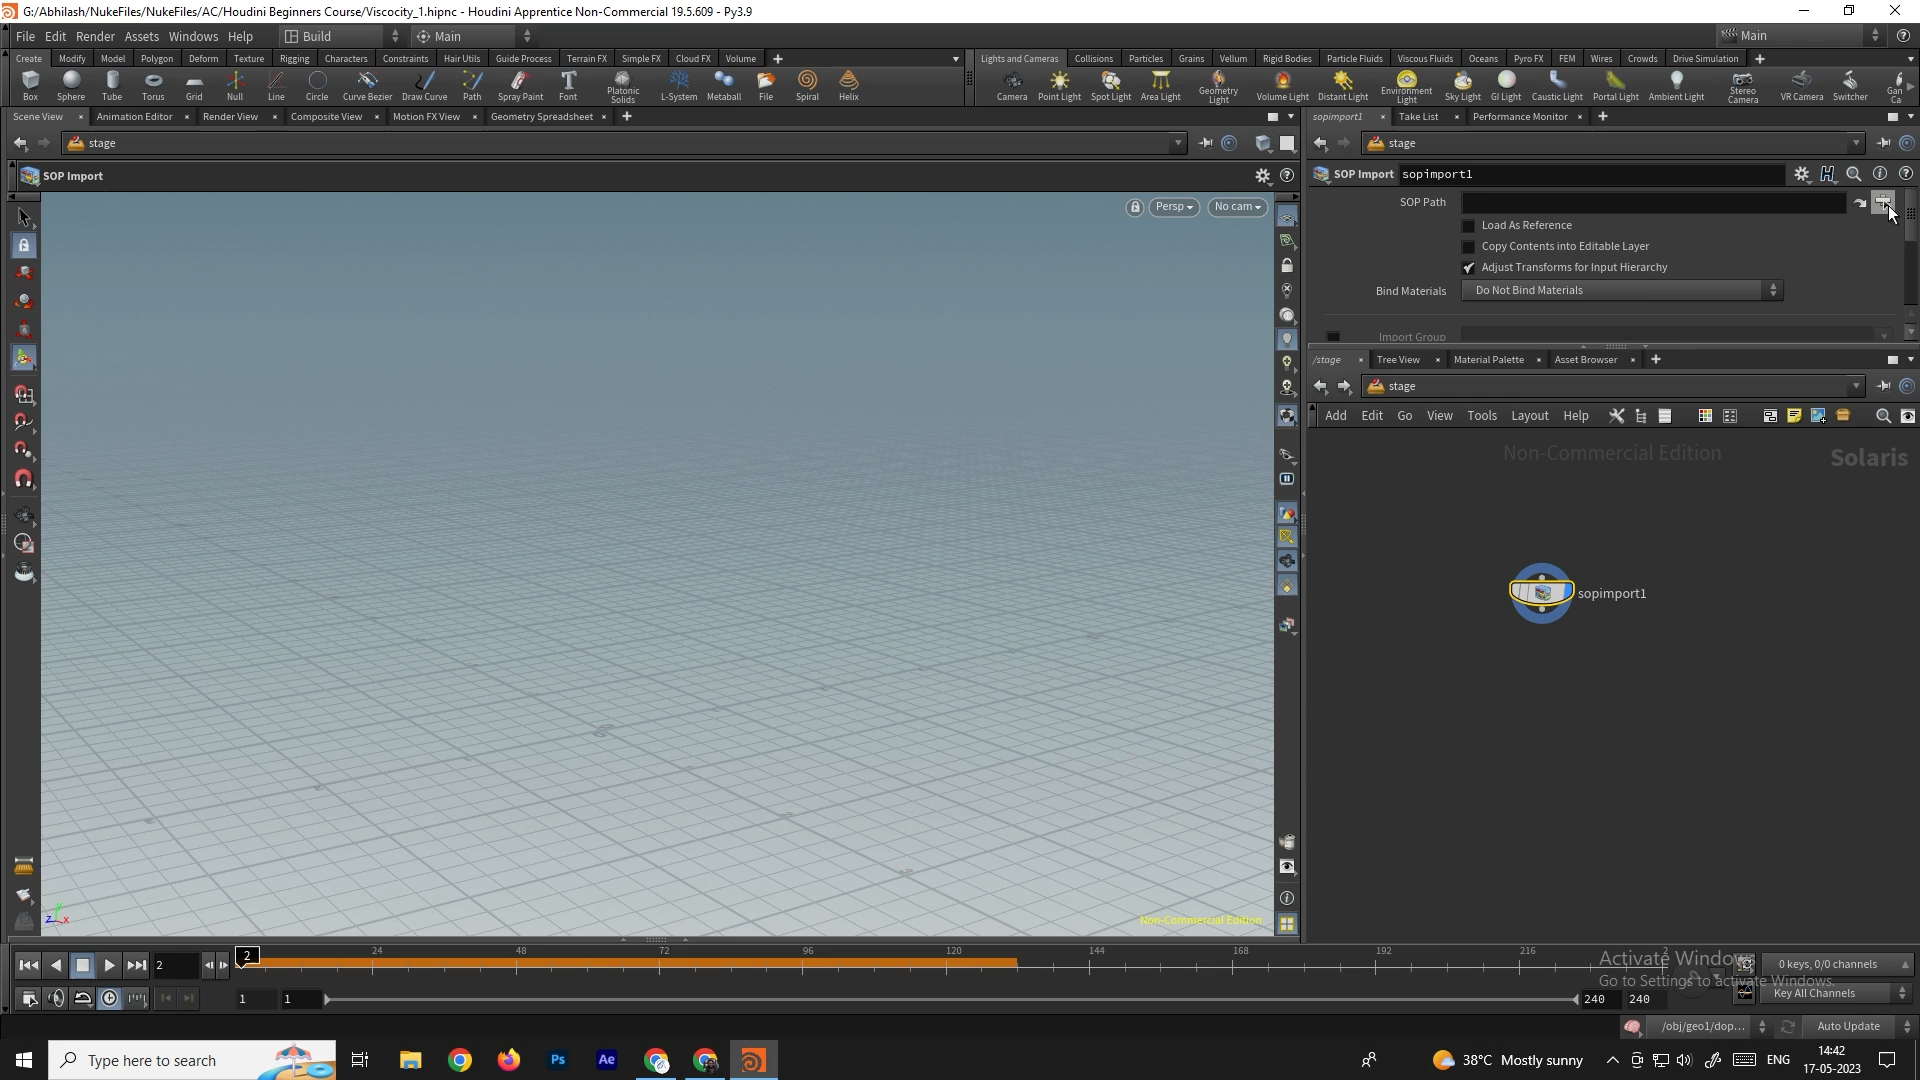 G:/Abhilash/NukeFiles/NukeFiles/AC/Houdini Beginners Course/Viscocity_1.hipnc - Houdini Apprentice Non-Commercial 19.5.609 - Py3.9
File Edit Render Assets Windows Help Build Main Main
Create Modify Model Polygon Deform Texture Rigging Characters Constraints Hair Utils Guide Process Terrain FX Simple FX Cloud FX Volume
Lights and Cameras Collisions Particles Grains Vellum Rigid Bodies Particle Fluids Viscous Fluids Oceans Pyro FX FEM Wires Crowds Drive Simulation
Box Sphere Tube Torus Grid Null Line Circle Curve Bezier Draw Curve Path Spray Paint Font Platonic Solids L-System Metaball File Spiral Helix
Camera Point Light Spot Light Area Light Geometry Light Volume Light Distant Light Environment Light Sky Light GI Light Caustic Light Portal Light Ambient Light Stereo Camera VR Camera Switcher Gan Ca
Scene View Animation Editor Render View Composite View Motion FX View Geometry Spreadsheet
sopimport1 Take List Performance Monitor
stage
stage
SOP Import
SOP Import sopimport1
Persp No cam
SOP Path
Load As Reference
Copy Contents into Editable Layer
Adjust Transforms for Input Hierarchy
Bind Materials Do Not Bind Materials
Import Group
/stage Tree View Material Palette Asset Browser
stage
Add Edit Go View Tools Layout Help
Non-Commercial Edition Solaris
sopimport1
Non-Commercial Edition
z y x
2 2 24 48 72 96 120 144 168 192 216 2
Activate Windows
Go to Settings to activate Windows.
0 keys, 0/0 channels
1 1 240 240
Key All Channels
/obj/geo1/dop... Auto Update
Type here to search
Ps Ae
38°C Mostly sunny
ENG
14:42
17-05-2023